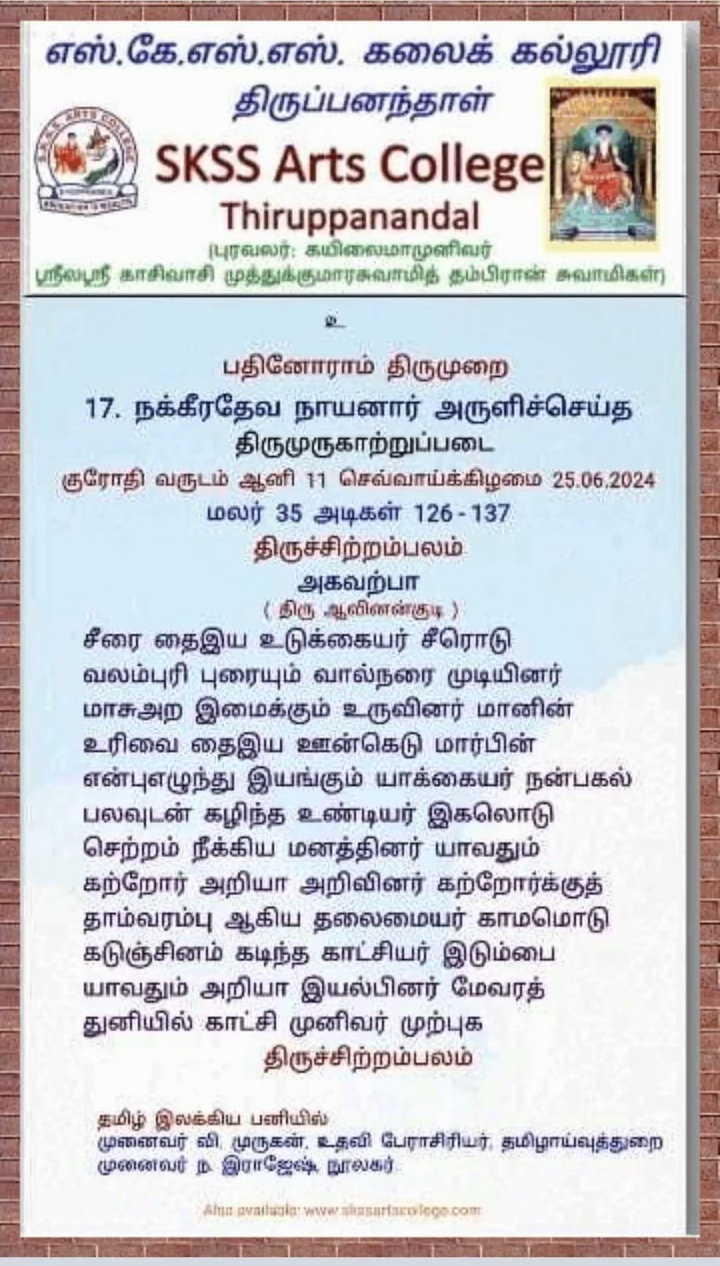 எஸ்.கே.எஸ்.எஸ். கலைக் கல்லூரி
திருப்பனந்தாள்
S.K.S.S. ARTS COLLEGE
SKSS Arts College
Thiruppanandal
(புரவலர்: கயிலைமாமுனிவர்
ஸ்ரீலஸ்ரீ காசிவாசி முத்துக்குமாரசுவாமித் தம்பிரான் சுவாமிகள்)
உ
பதினோராம் திருமுறை
17. நக்கீரதேவ நாயனார் அருளிச்செய்த
திருமுருகாற்றுப்படை
குரோதி வருடம் ஆனி 11 செவ்வாய்க்கிழமை 25.06.2024
மலர் 35 அடிகள் 126-137
திருச்சிற்றம்பலம்
அகவற்பா
( திரு ஆவினன்குடி )
சீரை தைஇய உடுக்கையர் சீரொடு
வலம்புரி புரையும் வால்நரை முடியினர்
மாசுஅற இமைக்கும் உருவினர் மானின்
உரிவை தைஇய ஊன்கெடு மார்பின்
என்புஎழுந்து இயங்கும் யாக்கையர் நன்பகல்
பலவுடன் கழிந்த உண்டியர் இகலொடு
செற்றம் நீக்கிய மனத்தினர் யாவதும்
கற்றோர் அறியா அறிவினர் கற்றோர்க்குத்
தாம்வரம்பு ஆகிய தலைமையர் காமமொடு
கடுஞ்சினம் கடிந்த காட்சியர் இடும்பை
யாவதும் அறியா இயல்பினர் மேவரத்
துனியில் காட்சி முனிவர் முற்புக
திருச்சிற்றம்பலம்
தமிழ் இலக்கிய பனியில்
முனைவர் வி. முருகன், உதவி பேராசிரியர், தமிழாய்வுத்துறை
முனைவர் ந. இராஜேஷ், நூலகர்
Also available: www.skssartscollege.com